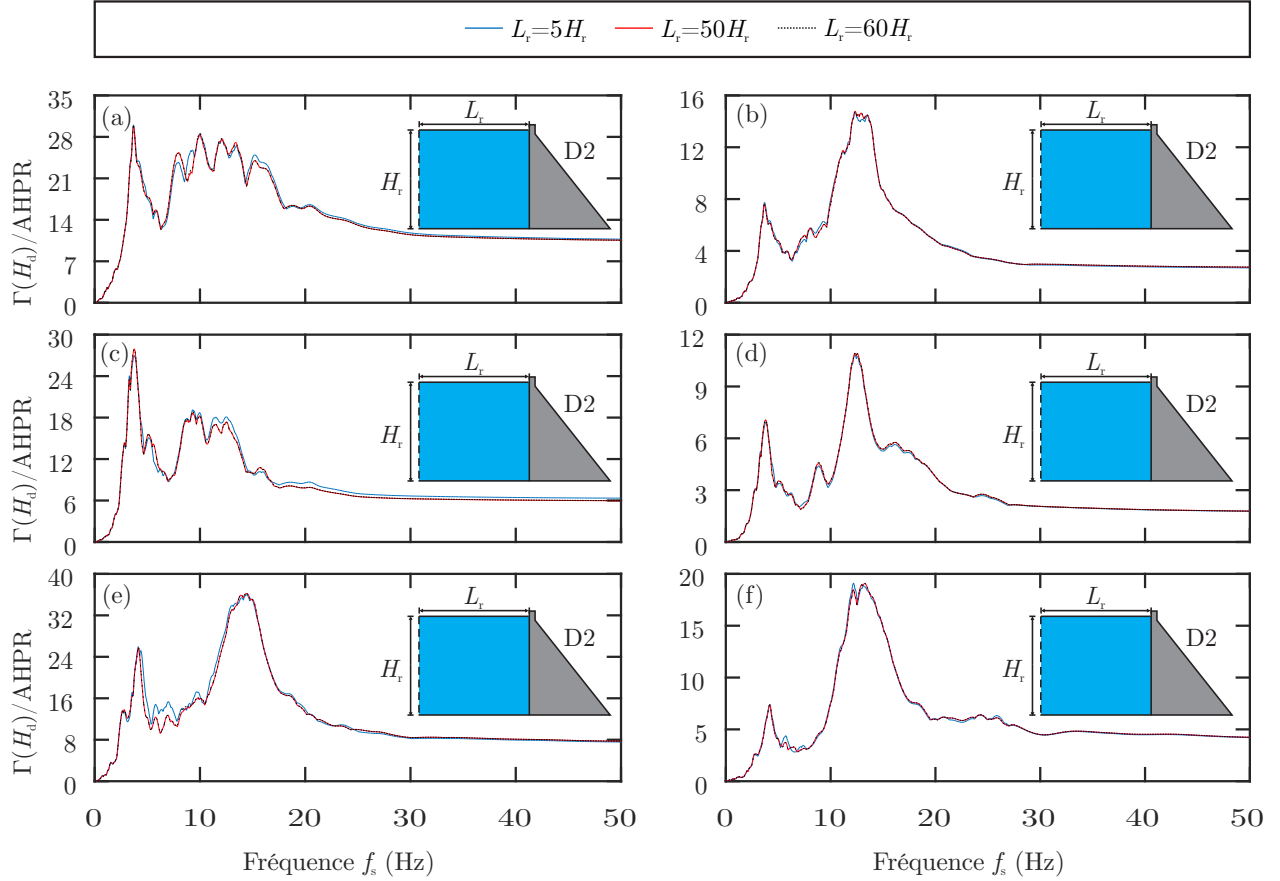 L_r=5H_r L_r=50H_r L_r=60H_r
(a)
Γ(H_d)/AHPR
35
28
21
14
7
0
L_r
H_r
D2
(b)
16
12
8
4
0
L_r
H_r
D2
(c)
Γ(H_d)/AHPR
30
24
18
12
6
0
L_r
H_r
D2
(d)
12
9
6
3
0
L_r
H_r
D2
(e)
Γ(H_d)/AHPR
40
32
24
16
8
0
L_r
H_r
D2
0 10 20 30 40 50
Fréquence f_s (Hz)
(f)
20
15
10
5
0
L_r
H_r
D2
0 10 20 30 40 50
Fréquence f_s (Hz)